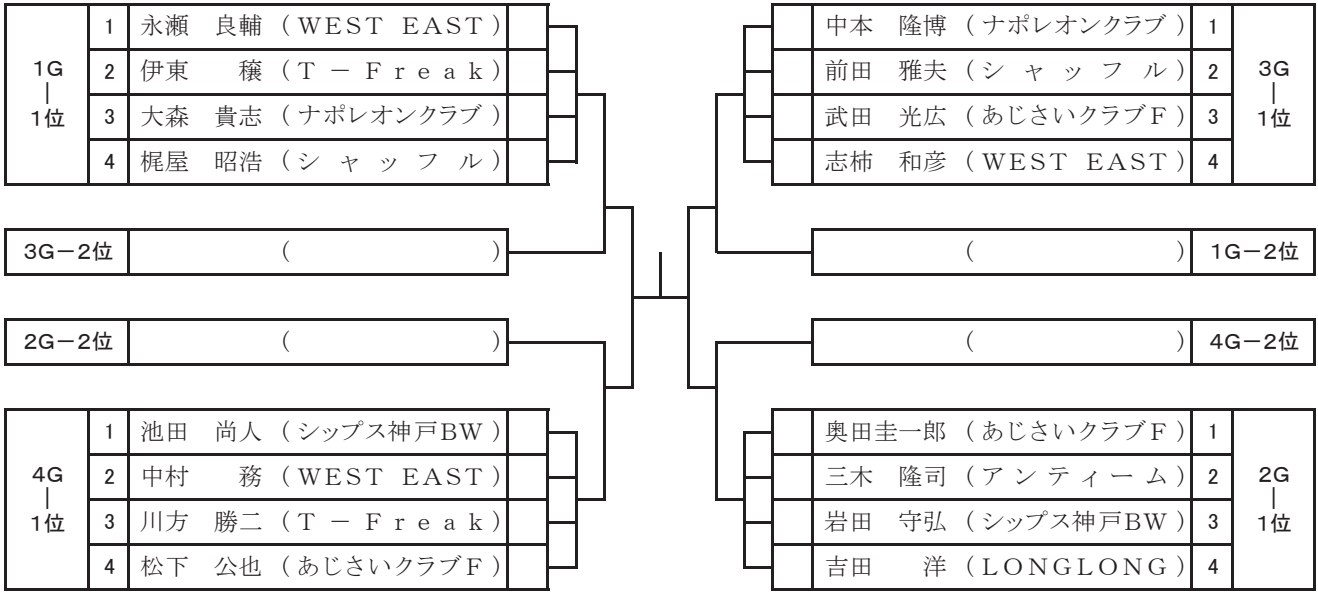 1G-1位
1 永瀬 良輔 (WEST EAST)
2 伊東 穣 (T-Freak)
3 大森 貴志 (ナポレオンクラブ)
4 梶屋 昭浩 (シャッフル)
3G-2位 ( )
2G-2位 ( )
4G-1位
1 池田 尚人 (シップス神戸BW)
2 中村 務 (WEST EAST)
3 川方 勝二 (T-Freak)
4 松下 公也 (あじさいクラブF)
3G-1位
中本 隆博 (ナポレオンクラブ) 1
前田 雅夫 (シャッフル) 2
武田 光広 (あじさいクラブF) 3
志柿 和彦 (WEST EAST) 4
( ) 1G-2位
( ) 4G-2位
2G-1位
奥田圭一郎 (あじさいクラブF) 1
三木 隆司 (アンティーム) 2
岩田 守弘 (シップス神戸BW) 3
吉田 洋 (LONGLONG) 4